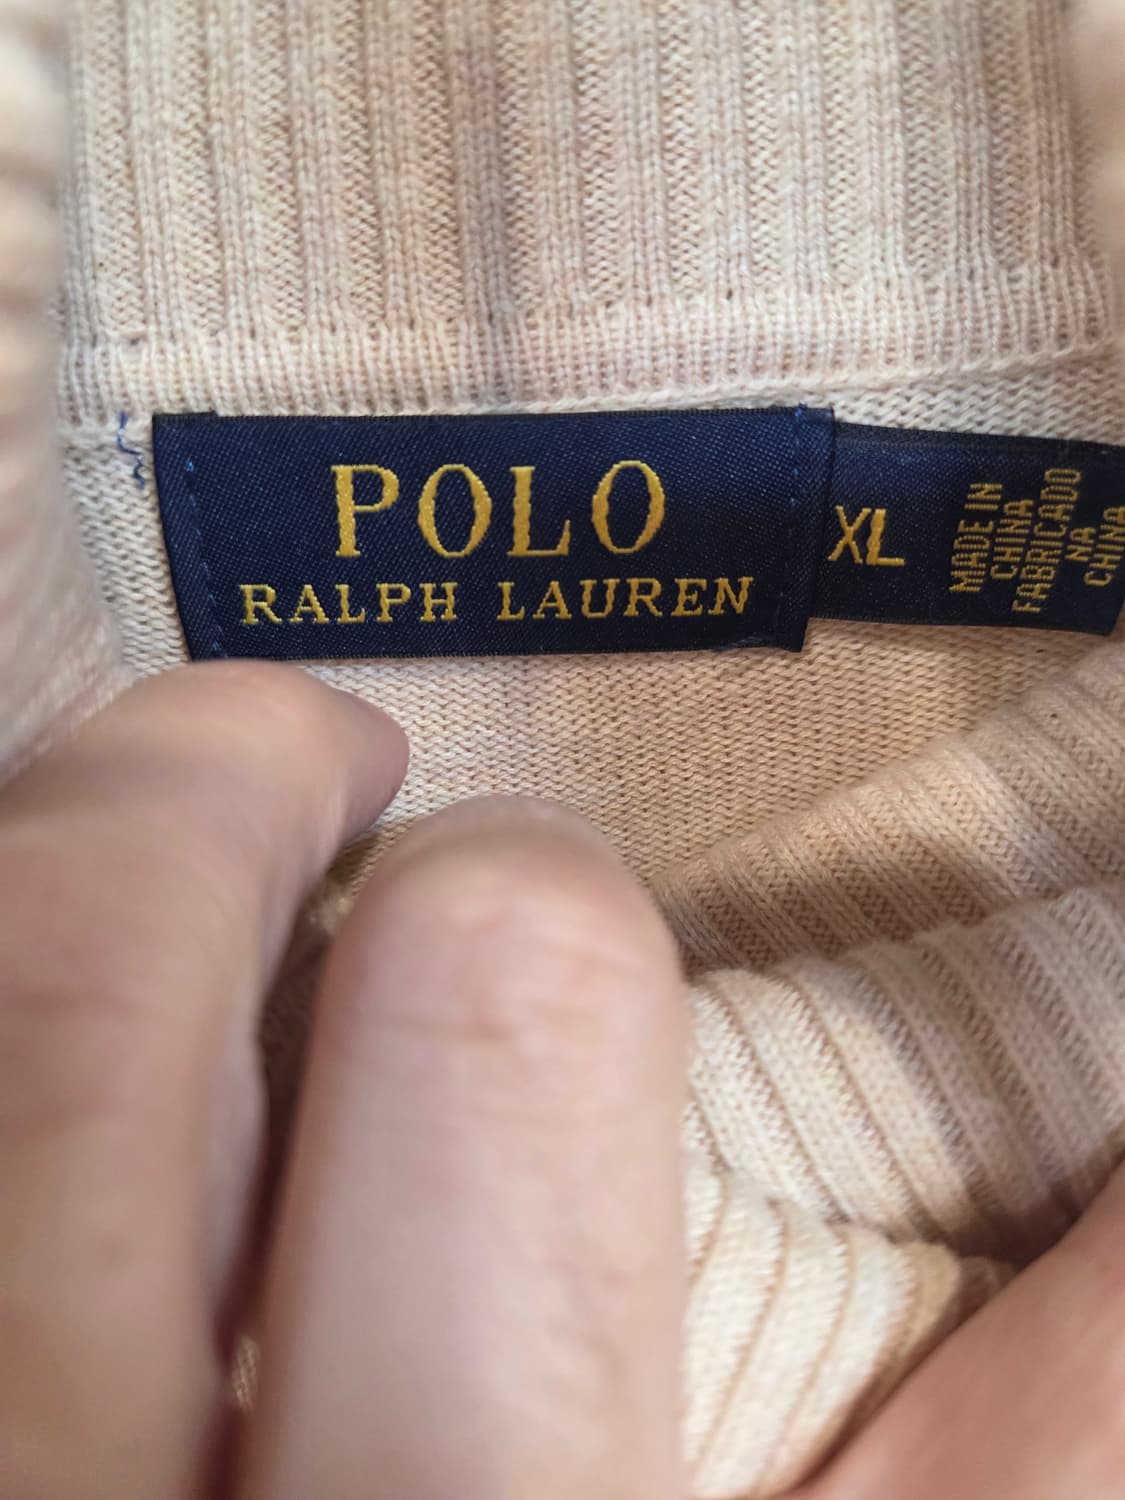 POLO
RALPH LAUREN
XL
MADE IN
CHINA
FABRICADO
NA
CHINA